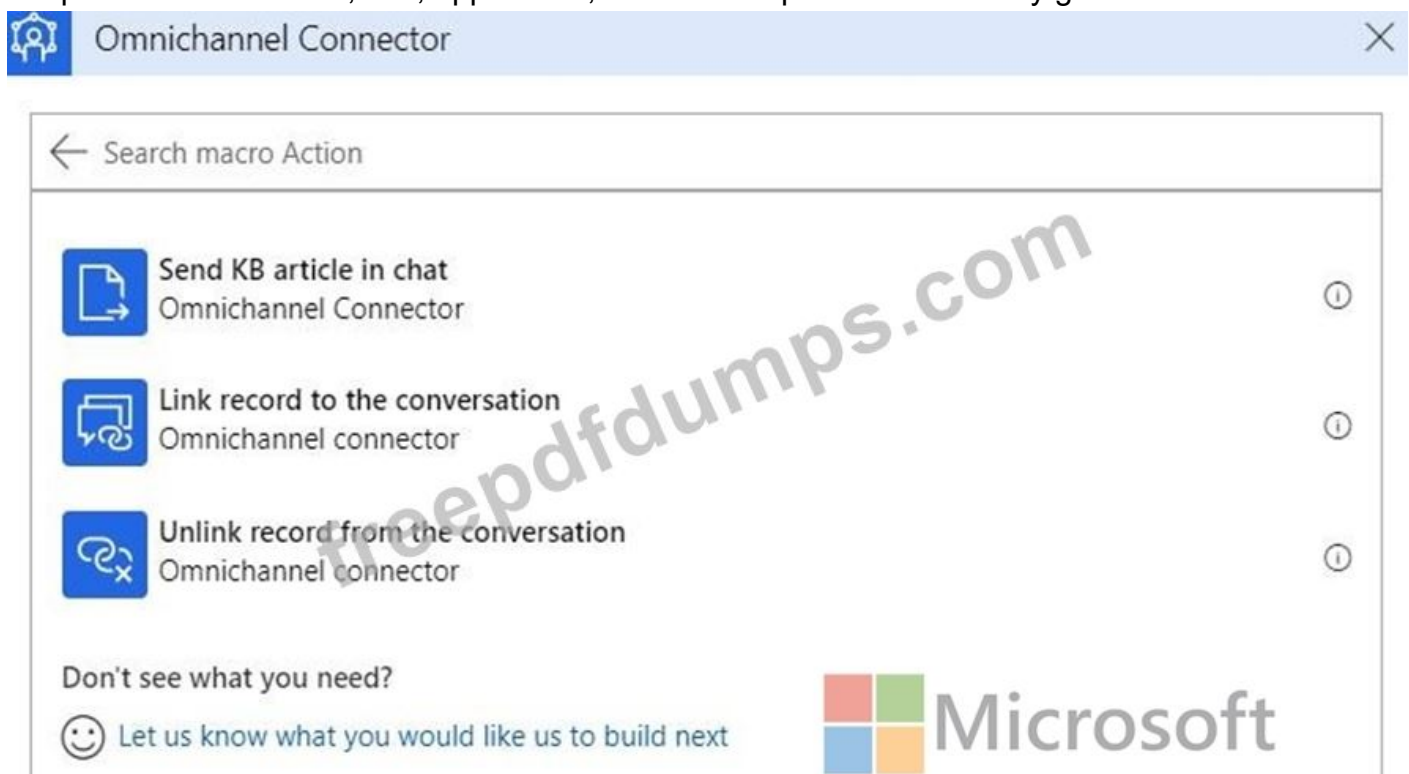 Omnichannel Connector
Search macro Action
Send KB article in chat
Omnichannel Connector
Link record to the conversation
Omnichannel connector
Unlink record from the conversation
Omnichannel connector
Don't see what you need?
Let us know what you would like us to build next
Microsoft
freepdfdumps.com